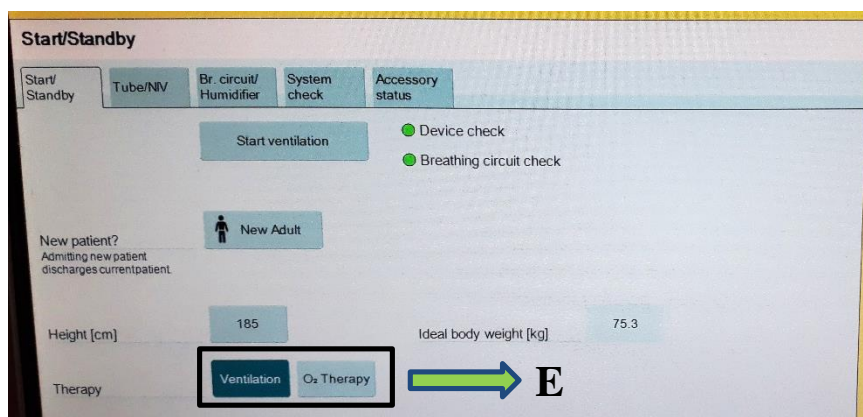 Start/Standby
Start/
Standby
Tube/NIV
Br. circuit/
Humidifier
System
check
Accessory
status
Start ventilation
Device check
Breathing circuit check
New patient?
Admitting new patient
discharges current patient.
New Adult
Height [cm]
185
Ideal body weight [kg]
75.3
Therapy
Ventilation
O₂ Therapy
E